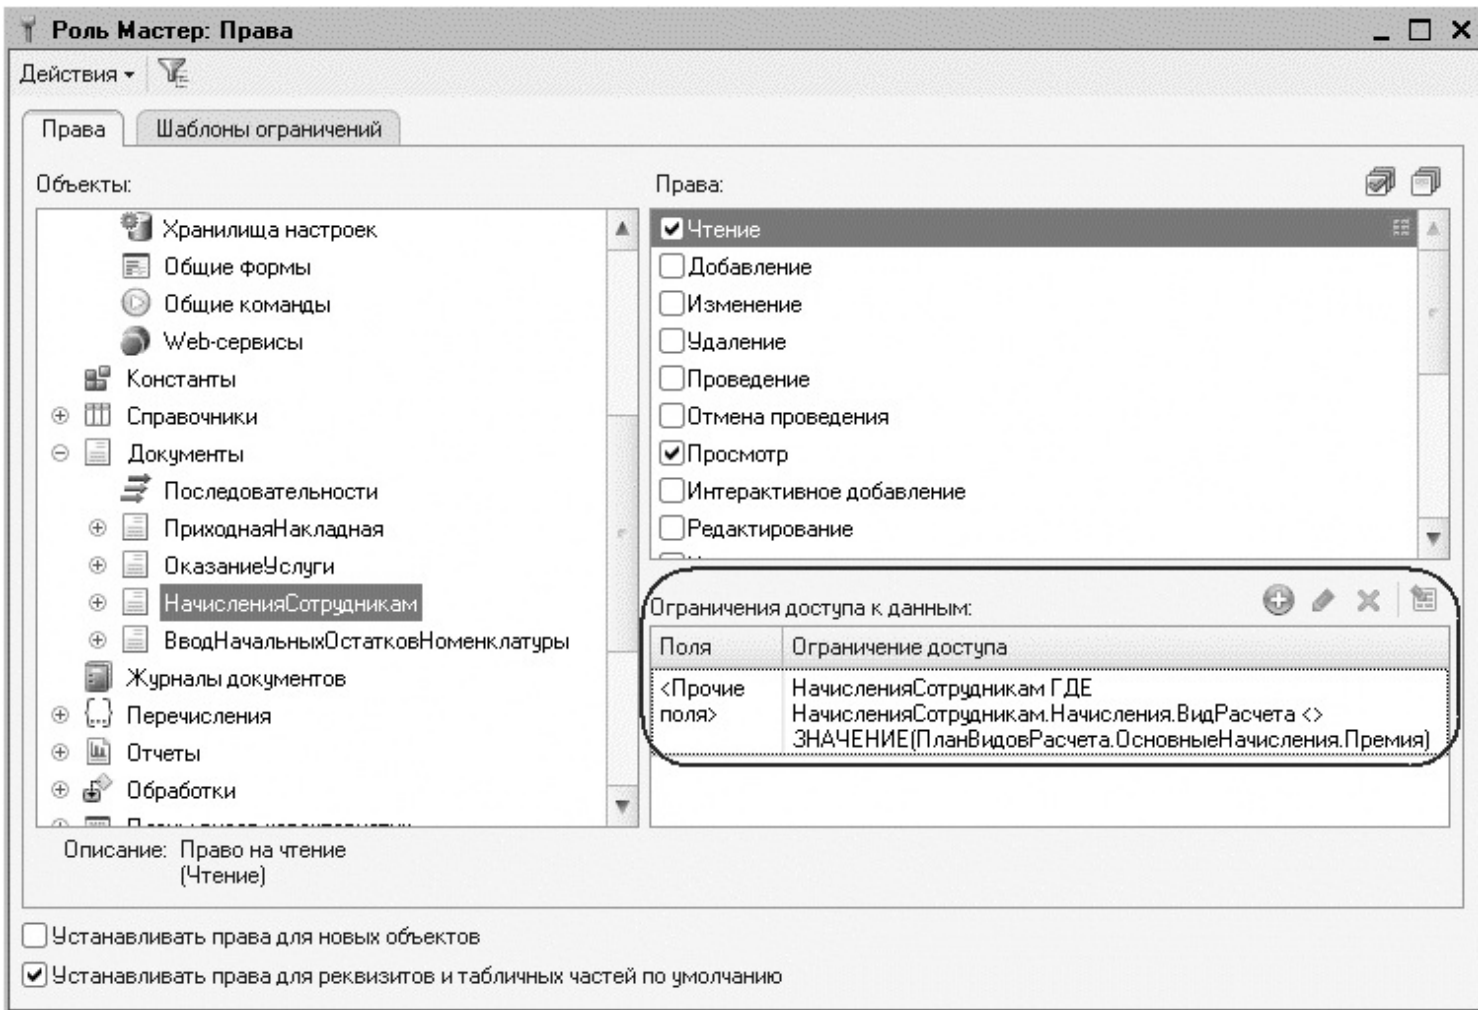 Роль Мастер: Права
Действия
Права
Шаблоны ограничений
Объекты:
Хранилища настроек
Общие формы
Общие команды
Web-сервисы
Константы
Справочники
Документы
Последовательности
ПриходнаяНакладная
ОказаниеУслуги
НачисленияСотрудникам
ВводНачальныхОстатковНоменклатуры
Журналы документов
Перечисления
Отчеты
Обработки
Права:
Чтение
Добавление
Изменение
Удаление
Проведение
Отмена проведения
Просмотр
Интерактивное добавление
Редактирование
Ограничения доступа к данным:
Поля
Ограничение доступа
<Прочие
поля>
НачисленияСотрудникам ГДЕ
НачисленияСотрудникам.Начисления.ВидРасчета <>
ЗНАЧЕНИЕ(ПланВидовРасчета.ОсновныеНачисления.Премия)
Описание: Право на чтение
(Чтение)
Устанавливать права для новых объектов
Устанавливать права для реквизитов и табличных частей по умолчанию